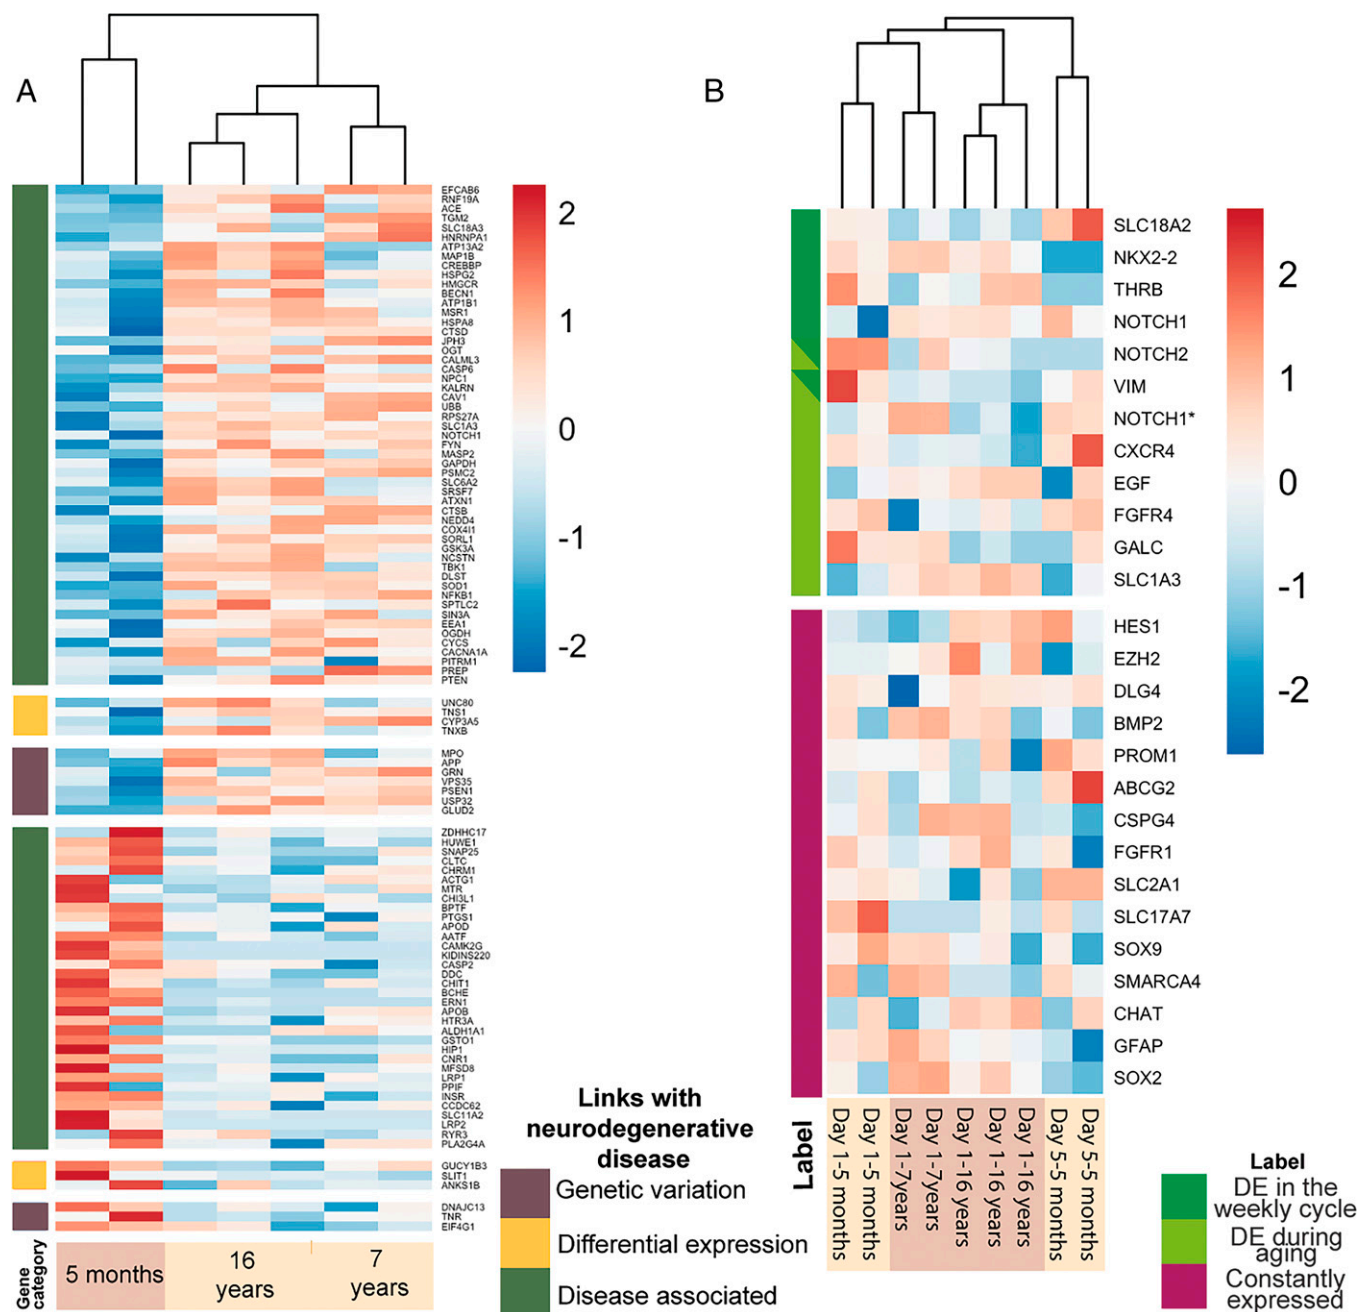 A
EFCAB6
RNF19A
ACE
TGM2
SLC18A3
HNRNPA1
ATP13A2
MAP1B
CREBBP
HSPG2
HMGCR
BECN1
ATP1B1
MSR1
HSPA8
CTSD
JPH3
OGT
CALML3
CASP6
NPC1
KALRN
CAV1
UBB
RPS27A
SLC1A3
NOTCH1
FYN
MASP2
GAPDH
PSMC2
SLC6A2
SRSF7
ATXN1
CTSB
NEDD4
COX4I1
SORL1
GSK3A
NCSTN
TBK1
DLST
SOD1
NFKB1
SPTLC2
SIN3A
EEA1
OGDH
CYCS
CACNA1A
PITRM1
PREP
PTEN
UNC80
TNS1
CYP3A5
TNXB
MPO
APP
GRN
VPS35
PSEN1
USP32
GLUD2
ZDHHC17
HUWE1
SNAP25
CLTC
CHRM1
ACTG1
MTR
CHI3L1
BPTF
PTGS1
APOD
AATF
CAMK2G
KIDINS220
CASP2
DDC
CHIT1
BCHE
ERN1
APOB
HTR3A
ALDH1A1
GSTO1
HIP1
CNR1
MFSD8
LRP1
PPIF
INSR
CCDC62
SLC11A2
LRP2
RYR3
PLA2G4A
GUCY1B3
SLIT1
ANKS1B
DNAJC13
TNR
EIF4G1
2
1
0
-1
-2
Gene
category
5 months
16
years
7
years
Links with
neurodegenerative
disease
Genetic variation
Differential expression
Disease associated
B
SLC18A2
NKX2-2
THRB
NOTCH1
NOTCH2
VIM
NOTCH1*
CXCR4
EGF
FGFR4
GALC
SLC1A3
HES1
EZH2
DLG4
BMP2
PROM1
ABCG2
CSPG4
FGFR1
SLC2A1
SLC17A7
SOX9
SMARCA4
CHAT
GFAP
SOX2
2
1
0
-1
-2
Label
Day 1-5 months
Day 1-5 months
Day 1-7years
Day 1-7years
Day 1-16 years
Day 1-16 years
Day 1-16 years
Day 5-5 months
Day 5-5 months
Label
DE in the
weekly cycle
DE during
aging
Constantly
expressed